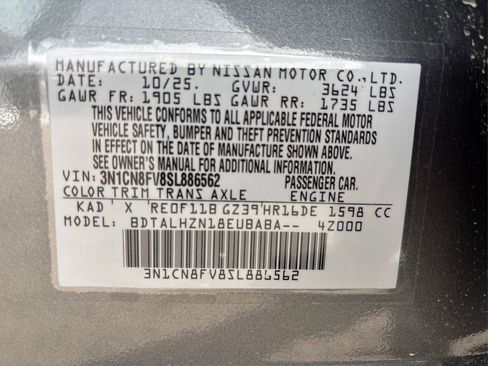 MANUFACTURED BY NISSAN MOTOR CO., LTD.
DATE: 10/25. GVWR: 3624 LBS
GAWR FR: 1905 LBS GAWR RR: 1735 LBS
THIS VEHICLE CONFORMS TO ALL APPLICABLE FEDERAL MOTOR
VEHICLE SAFETY, BUMPER AND THEFT PREVENTION STANDARDS
IN EFFECT ON THE DATE OF MANUFACTURE SHOWN ABOVE.
SEE OWNER'S MANUAL FOR ADDITIONAL INFORMATION.
VIN: 3N1CN8FV8SL886562 PASSENGER CAR.
COLOR TRIM TRANS AXLE ENGINE
KAD X RE0F11B GZ39 HR16DE 1598 CC
MODEL: BDTALHZN18EUBABA-- 4Z000
3N1CN8FV8SL886562